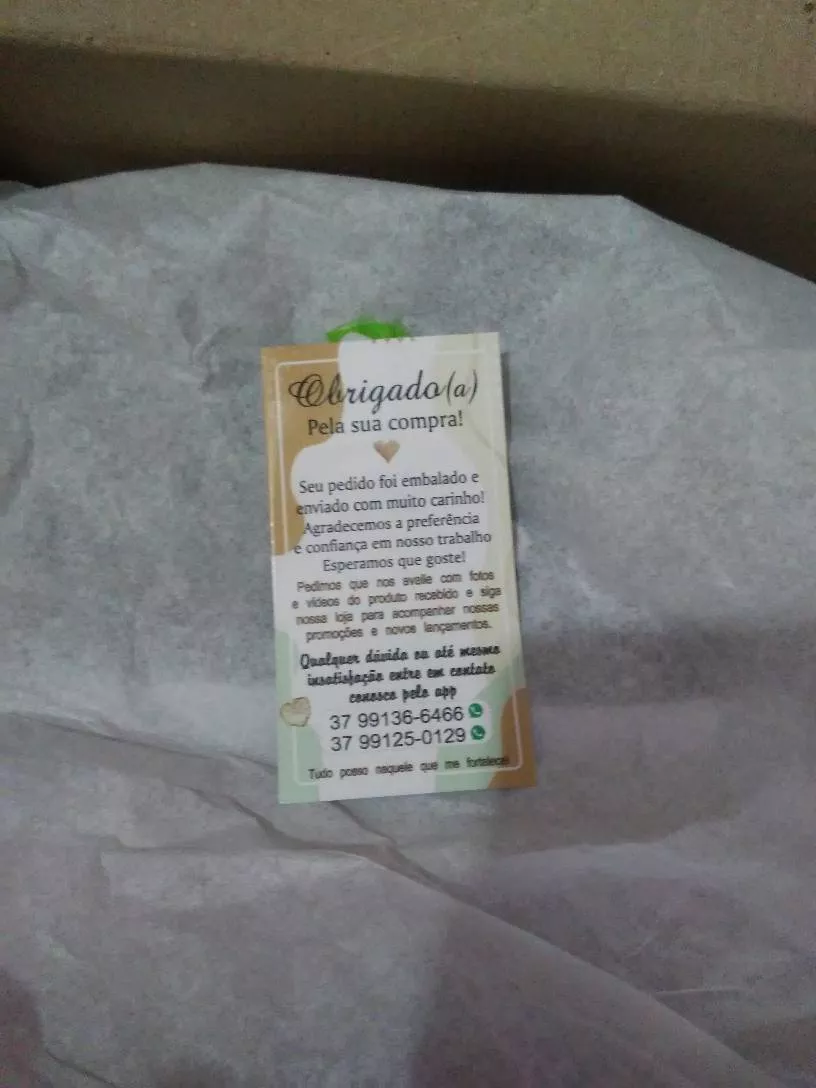 Obrigado(a)
Pela sua compra!
Seu pedido foi embalado e
enviado com muito carinho!
Agradecemos a preferência
e confiança em nosso trabalho
Esperamos que goste!
Pedimos que nos avalie com fotos
e vídeos do produto recebido e siga
nossa loja para acompanhar nossas
promoções e novos lançamentos.
Qualquer dúvida ou até mesmo
insatisfação entre em contato
conosco pelo app
37 99136-6466
37 99125-0129
Tudo posso naquele que me fortalece!